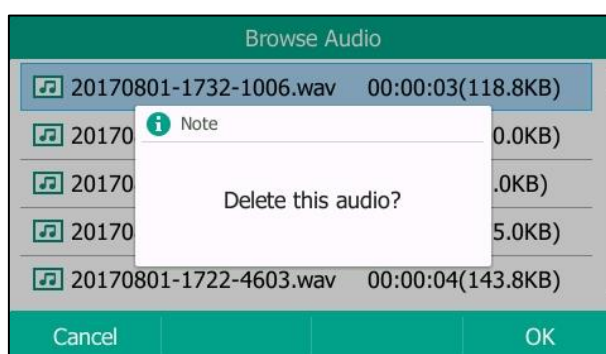 Browse Audio
20170801-1732-1006.wav 00:00:03(118.8KB)
Note
20170 0.0KB)
20170 .0KB)
Delete this audio?
20170 5.0KB)
20170801-1722-4603.wav 00:00:04(143.8KB)
Cancel OK